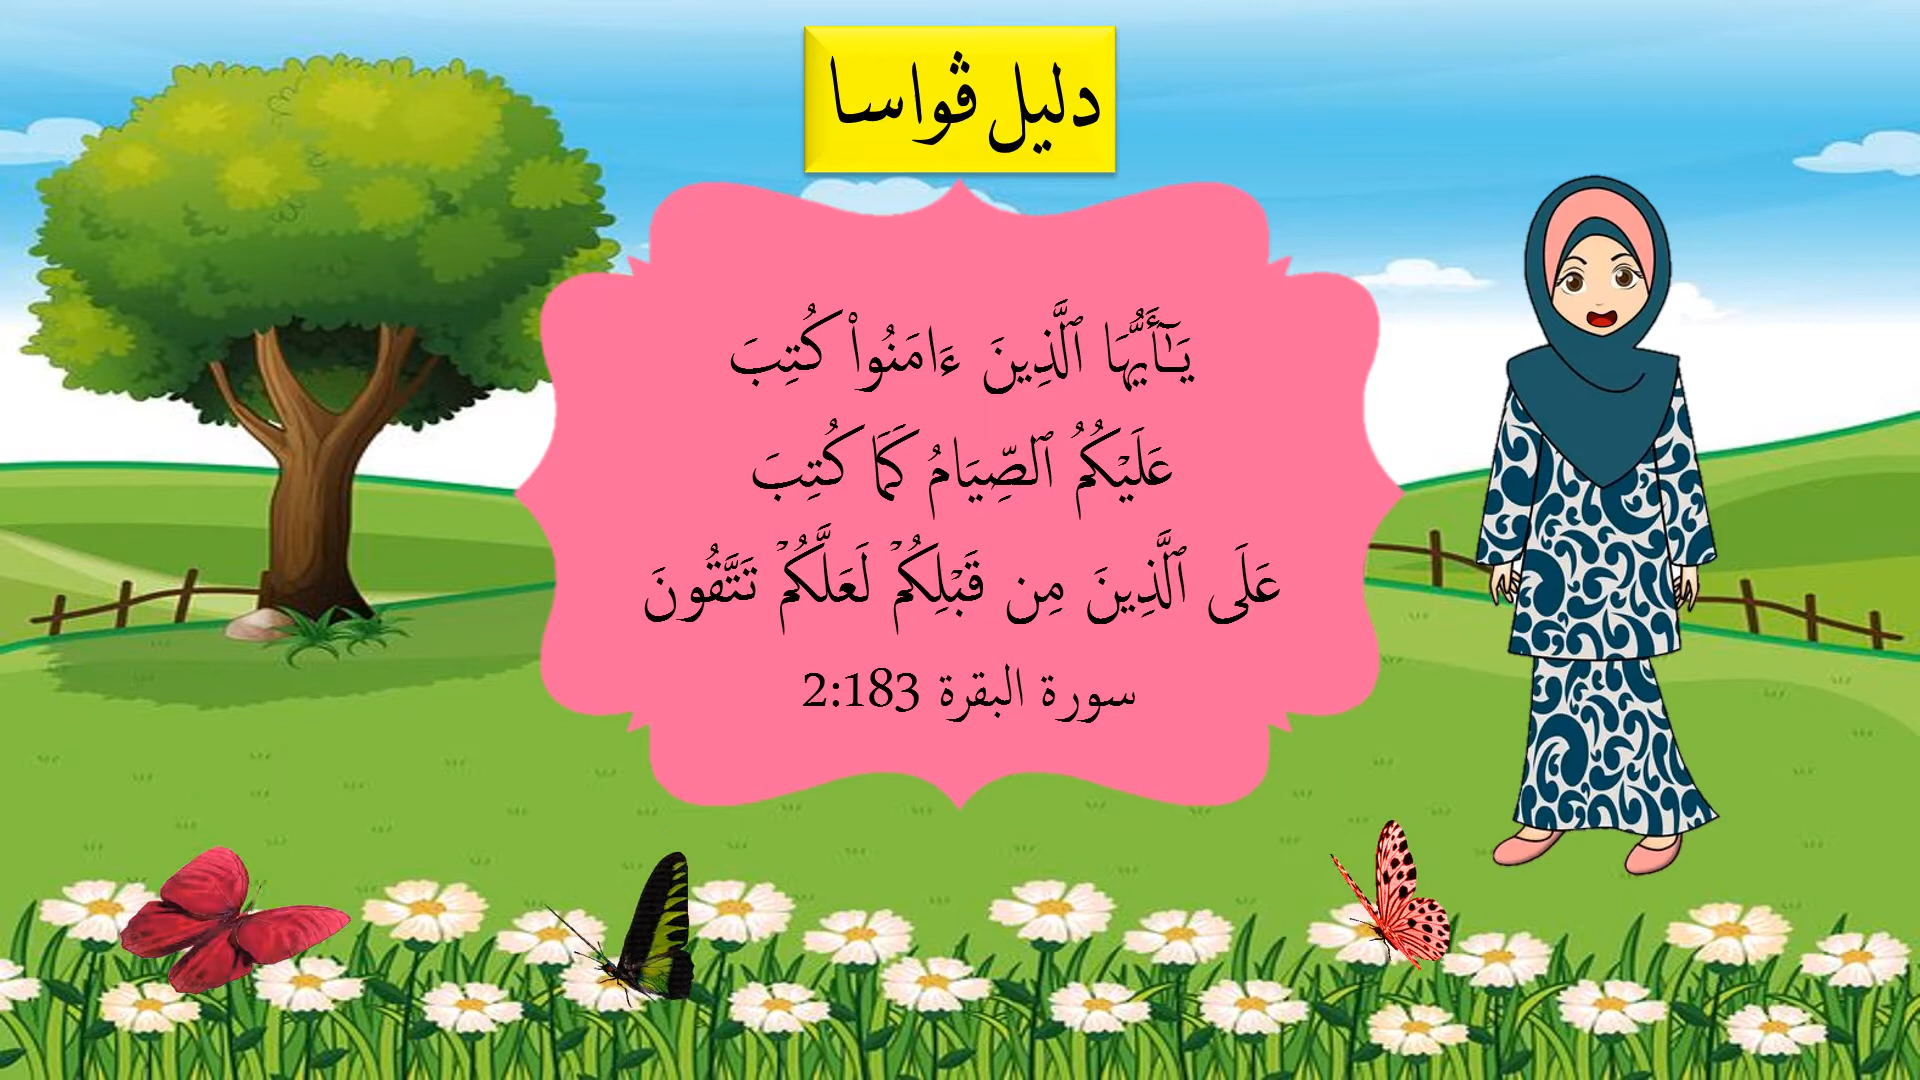 دليل ڤواسا
يَـٰٓأَيُّهَا ٱلَّذِينَ ءَامَنُوا۟ كُتِبَ
عَلَيْكُمُ ٱلصِّيَامُ كَمَا كُتِبَ
عَلَى ٱلَّذِينَ مِن قَبْلِكُمْ لَعَلَّكُمْ تَتَّقُونَ
سورة البقرة 2:183